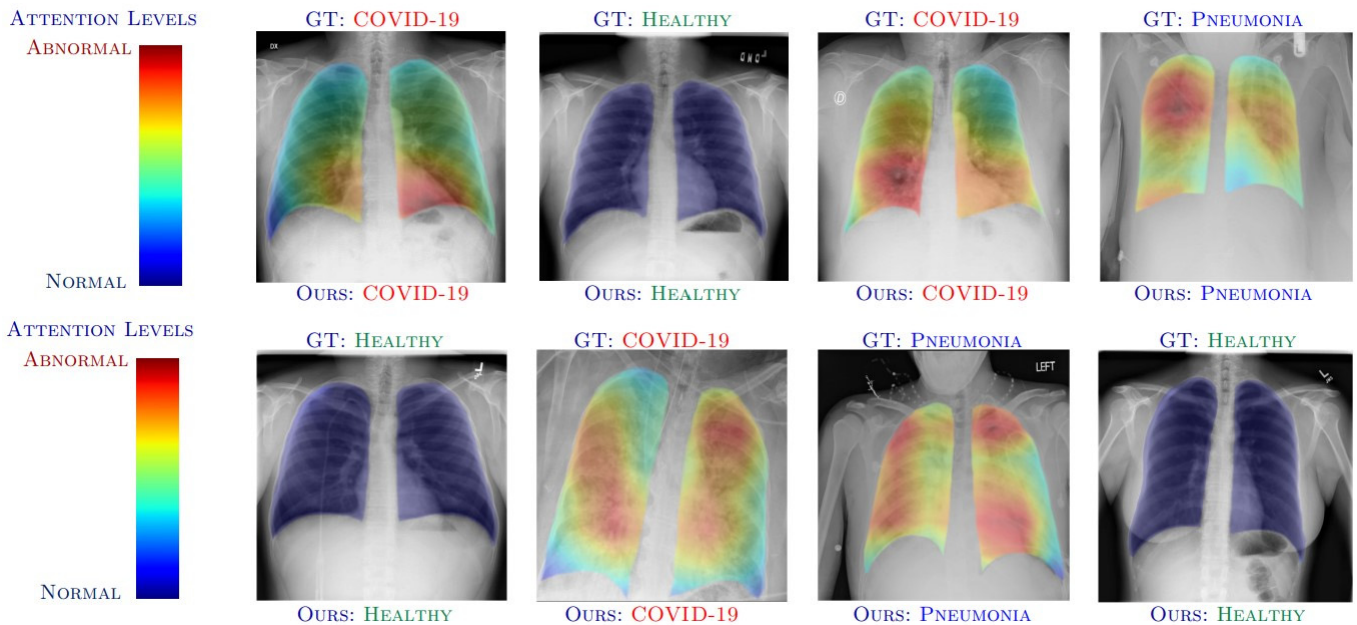 ATTENTION LEVELS
ABNORMAL
NORMAL
GT: COVID-19
GT: HEALTHY
GT: COVID-19
GT: PNEUMONIA
DX
D
OURS: COVID-19
OURS: HEALTHY
OURS: COVID-19
OURS: PNEUMONIA
ATTENTION LEVELS
ABNORMAL
NORMAL
GT: HEALTHY
GT: COVID-19
GT: PNEUMONIA
GT: HEALTHY
L
LEFT
L
OURS: HEALTHY
OURS: COVID-19
OURS: PNEUMONIA
OURS: HEALTHY